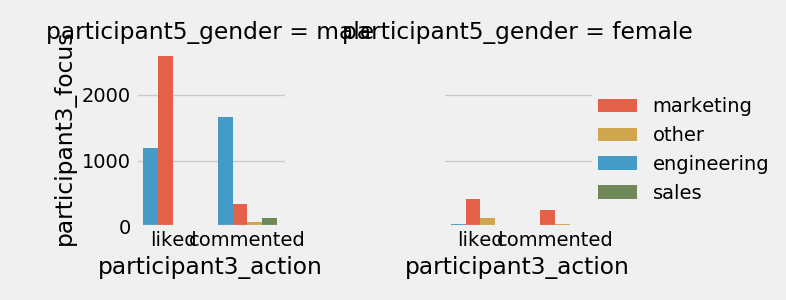 participant5_gender = male
participant5_gender = female
participant3_focus
2000
1000
0
liked
commented
participant3_action
liked
commented
participant3_action
marketing
other
engineering
sales